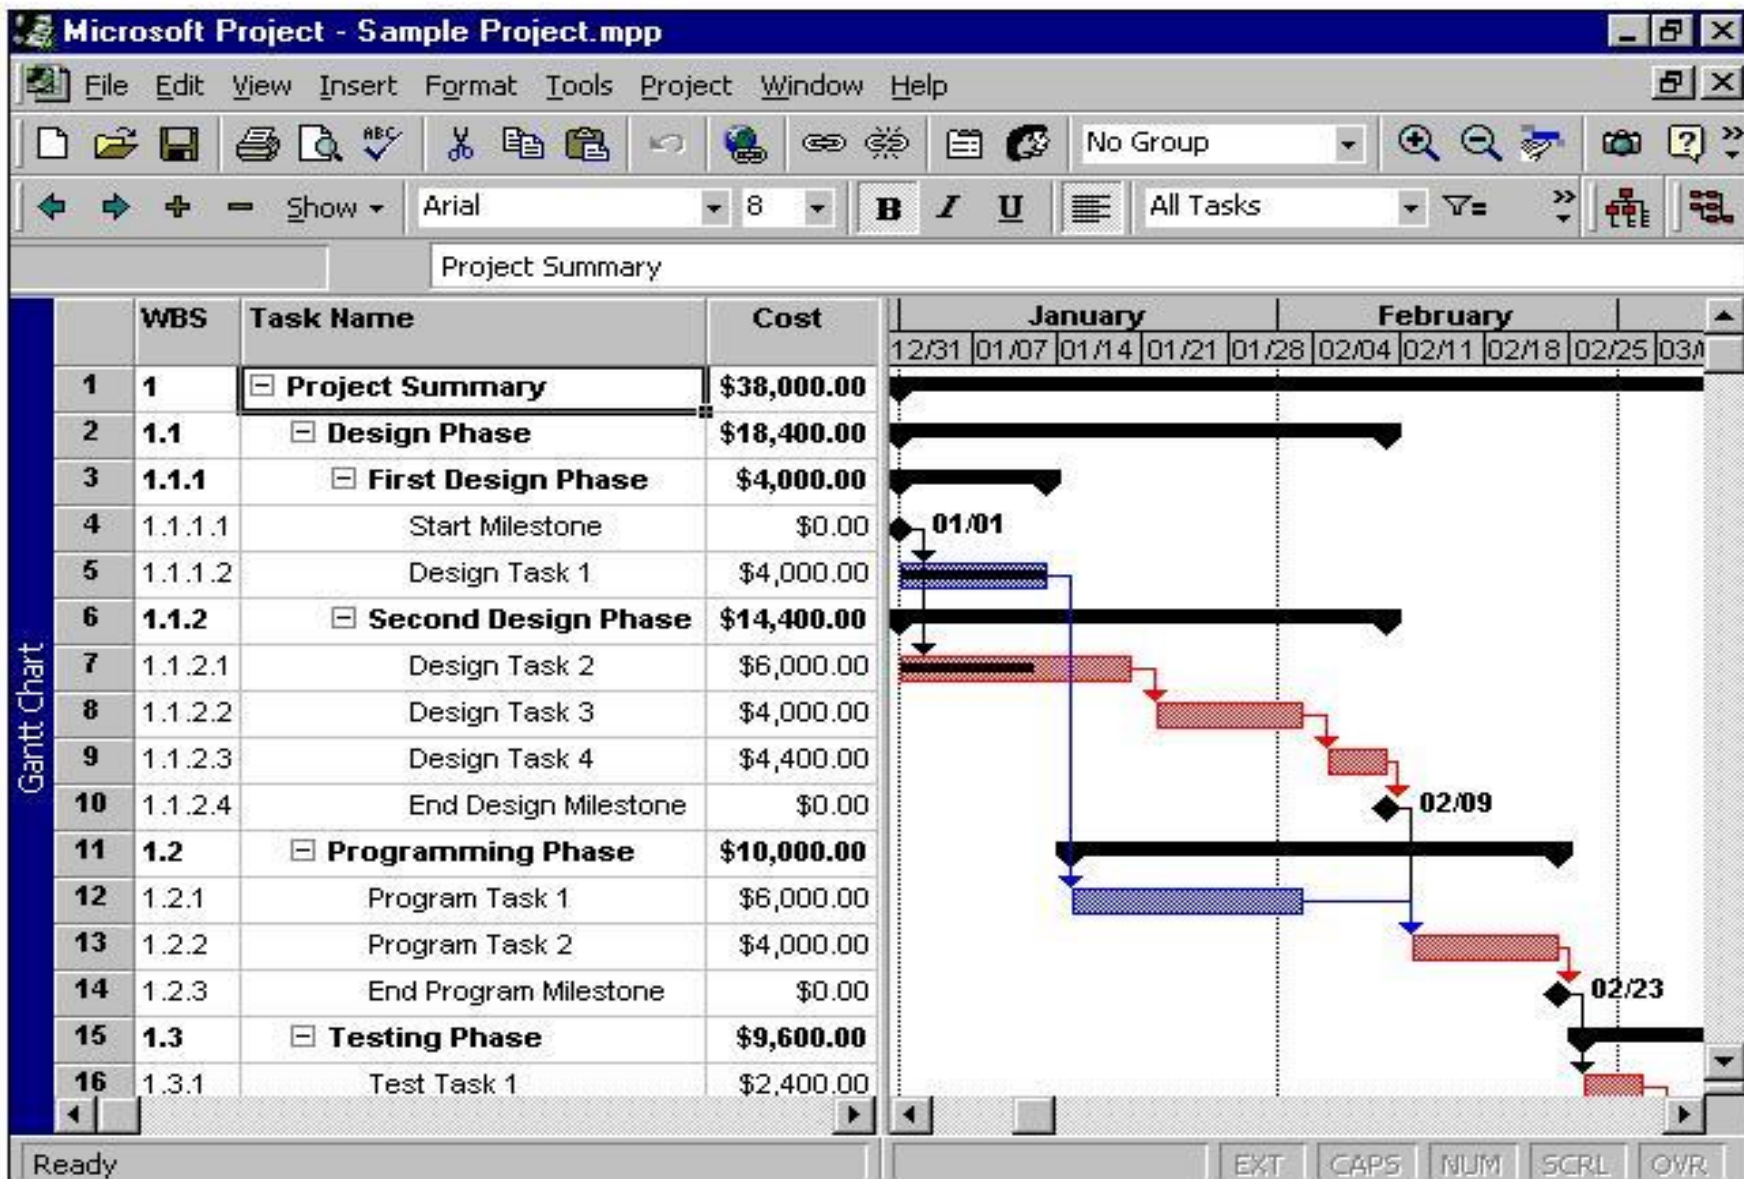 Microsoft Project - Sample Project.mpp
File Edit View Insert Format Tools Project Window Help
ABC No Group
Show Arial 8 B I U All Tasks
Project Summary
WBS Task Name Cost January February
12/31 01/07 01/14 01/21 01/28 02/04 02/11 02/18 02/25 03/
1 1 Project Summary $38,000.00
2 1.1 Design Phase $18,400.00
3 1.1.1 First Design Phase $4,000.00
4 1.1.1.1 Start Milestone $0.00 01/01
5 1.1.1.2 Design Task 1 $4,000.00
6 1.1.2 Second Design Phase $14,400.00
7 1.1.2.1 Design Task 2 $6,000.00
8 1.1.2.2 Design Task 3 $4,000.00
9 1.1.2.3 Design Task 4 $4,400.00
10 1.1.2.4 End Design Milestone $0.00 02/09
11 1.2 Programming Phase $10,000.00
12 1.2.1 Program Task 1 $6,000.00
13 1.2.2 Program Task 2 $4,000.00
14 1.2.3 End Program Milestone $0.00 02/23
15 1.3 Testing Phase $9,600.00
16 1.3.1 Test Task 1 $2,400.00
Gantt Chart
Ready EXT CAPS NUM SCRL OVR